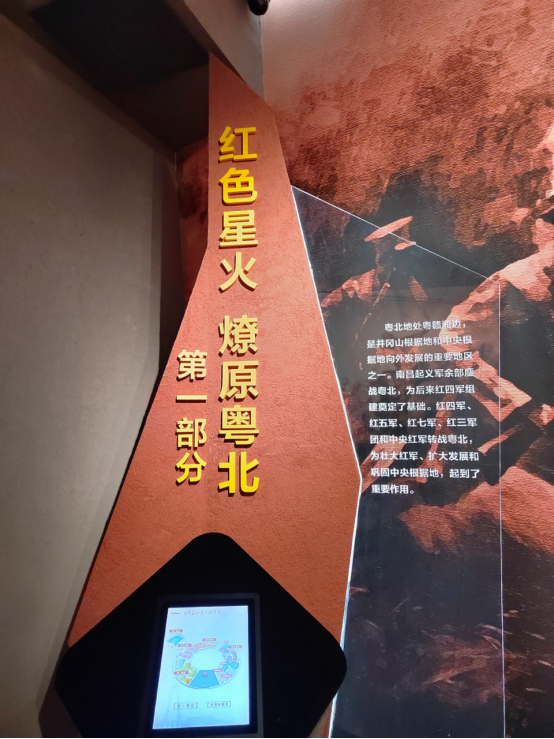 红色星火 燎原粤北
第一部分
粤北地处粤赣湘边，
是井冈山根据地和中央根
据地向外发展的重要地区
之一。南昌起义军余部鏖
战粤北，为后来红四军组
建奠定了基础。红四军、
红五军、红七军、红三军
团和中央红军转战粤北，
为壮大红军、扩大发展和
巩固中央根据地，起到了
重要作用。